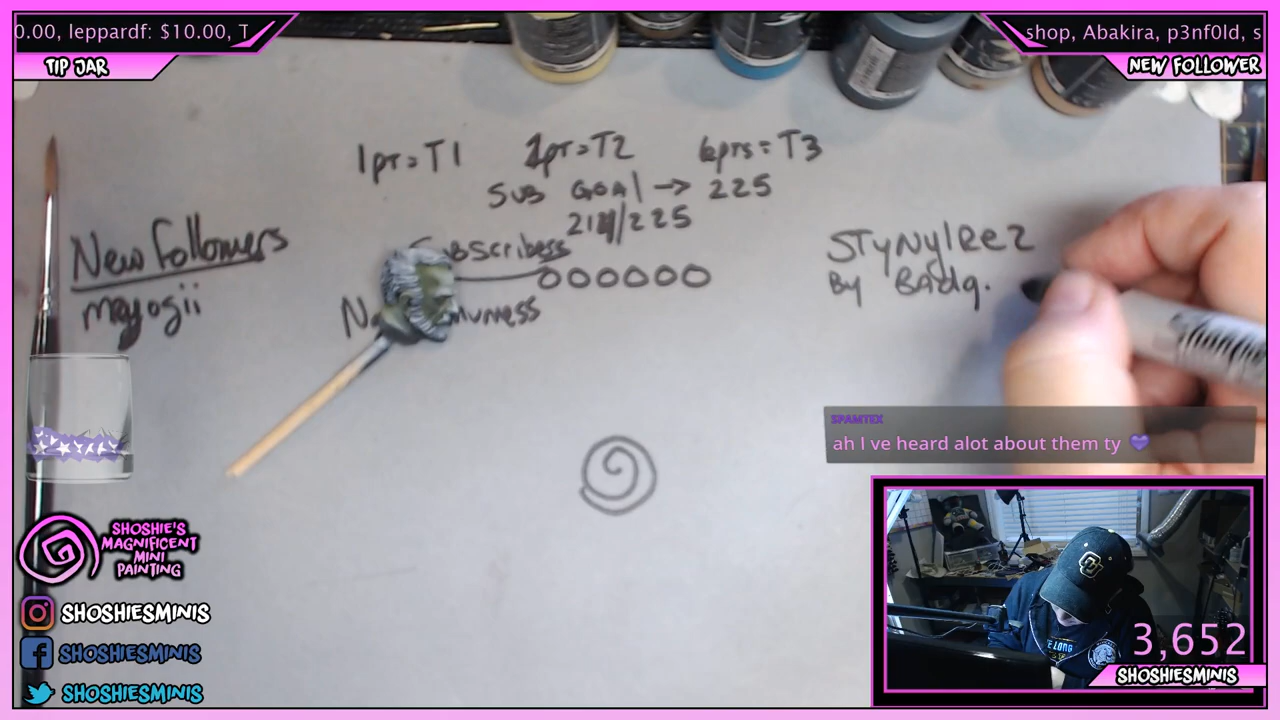 0.00, leppardf: $10.00, T
TIP JAR
shop, Abakira, p3nf0ld, s
NEW FOLLOWER
1pt=T1 2pt=T2 6pts=T3
SUB GOAL → 225
214/225
New Followers
mayogii
Subscribers
STyNylRez
By BAdg.
SPAMTEX
ah I ve heard alot about them ty 💜
SHOSHIE'S
MAGNIFICENT
MINI
PAINTING
SHOSHIESMINIS
SHOSHIESMINIS
SHOSHIESMINIS
3,652
SHOSHIESMINIS